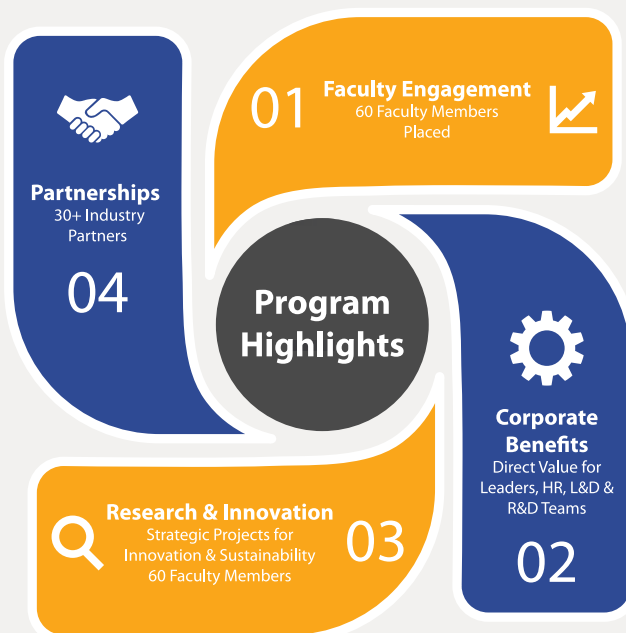 Program
Highlights
01
Faculty Engagement
60 Faculty Members
Placed
Corporate
Benefits
Direct Value for
Leaders, HR, L&D &
R&D Teams
02
Research & Innovation
Strategic Projects for
Innovation & Sustainability
60 Faculty Members
03
Partnerships
30+ Industry
Partners
04